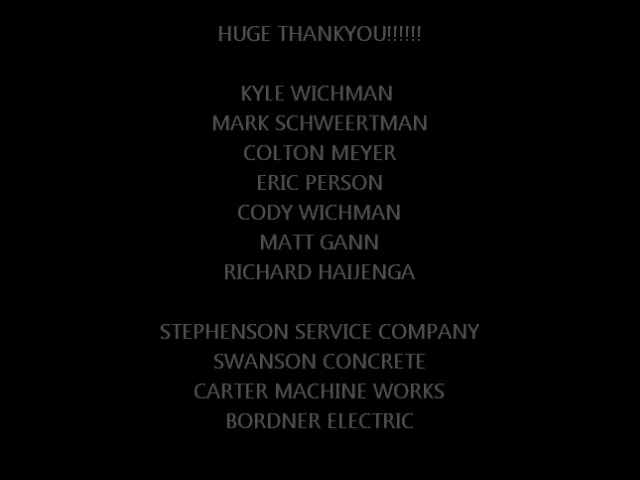 HUGE THANKYOU!!!!!!
KYLE WICHMAN
MARK SCHWEERTMAN
COLTON MEYER
ERIC PERSON
CODY WICHMAN
MATT GANN
RICHARD HAIJENGA
STEPHENSON SERVICE COMPANY
SWANSON CONCRETE
CARTER MACHINE WORKS
BORDNER ELECTRIC